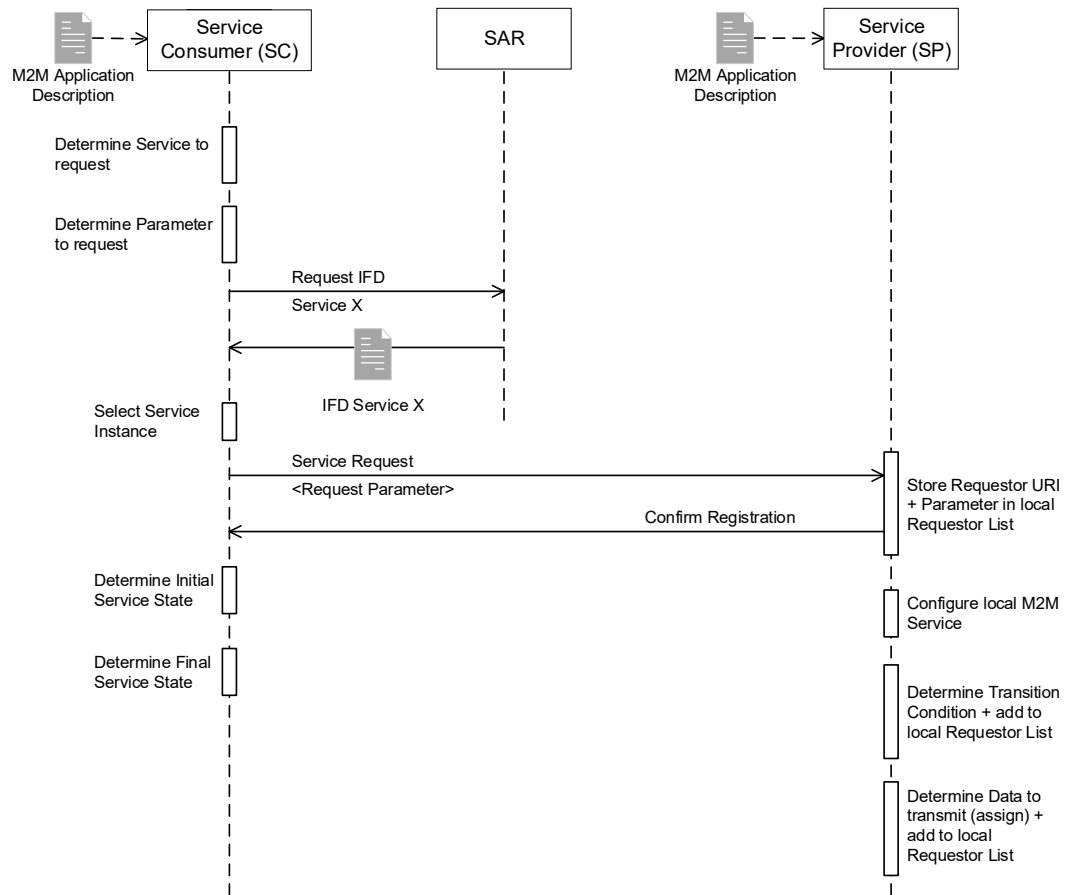 Service
Consumer (SC)
SAR
Service
Provider (SP)
M2M Application
Description
M2M Application
Description
Determine Service to
request
Determine Parameter
to request
Request IFD
Service X
IFD Service X
Select Service
Instance
Service Request
<Request Parameter>
Store Requestor URI
+ Parameter in local
Requestor List
Confirm Registration
Determine Initial
Service State
Configure local M2M
Service
Determine Final
Service State
Determine Transition
Condition + add to
local Requestor List
Determine Data to
transmit (assign) +
add to local
Requestor List